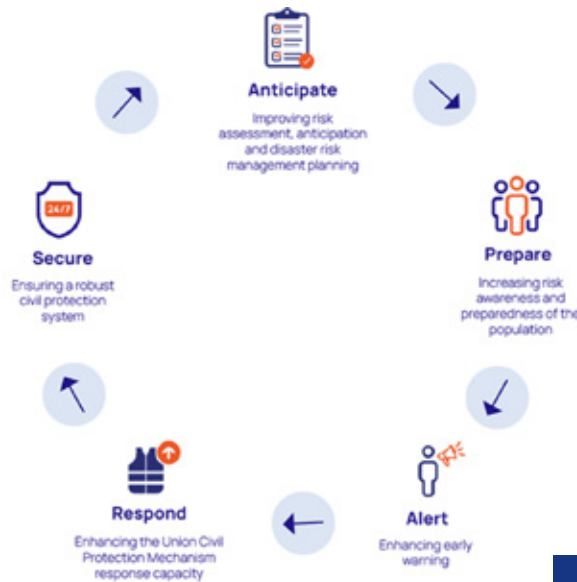 Anticipate
Improving risk
assessment, anticipation
and disaster risk
management planning
24/7
Secure
Ensuring a robust
civil protection
system
Prepare
Increasing risk
awareness and
preparedness of the
population
Respond
Enhancing the Union Civil
Protection Mechanism
response capacity
Alert
Enhancing early
warning